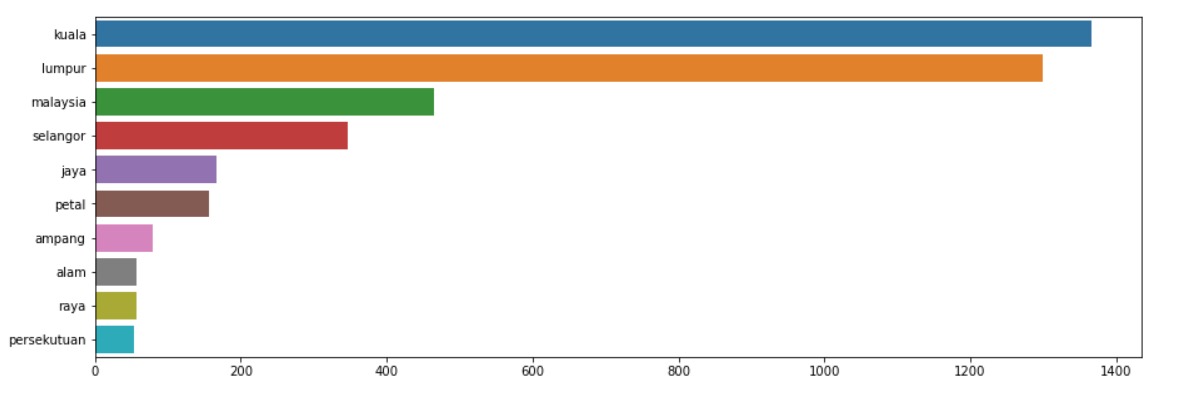 kuala
lumpur
malaysia
selangor
jaya
petal
ampang
alam
raya
persekutuan
0 200 400 600 800 1000 1200 1400